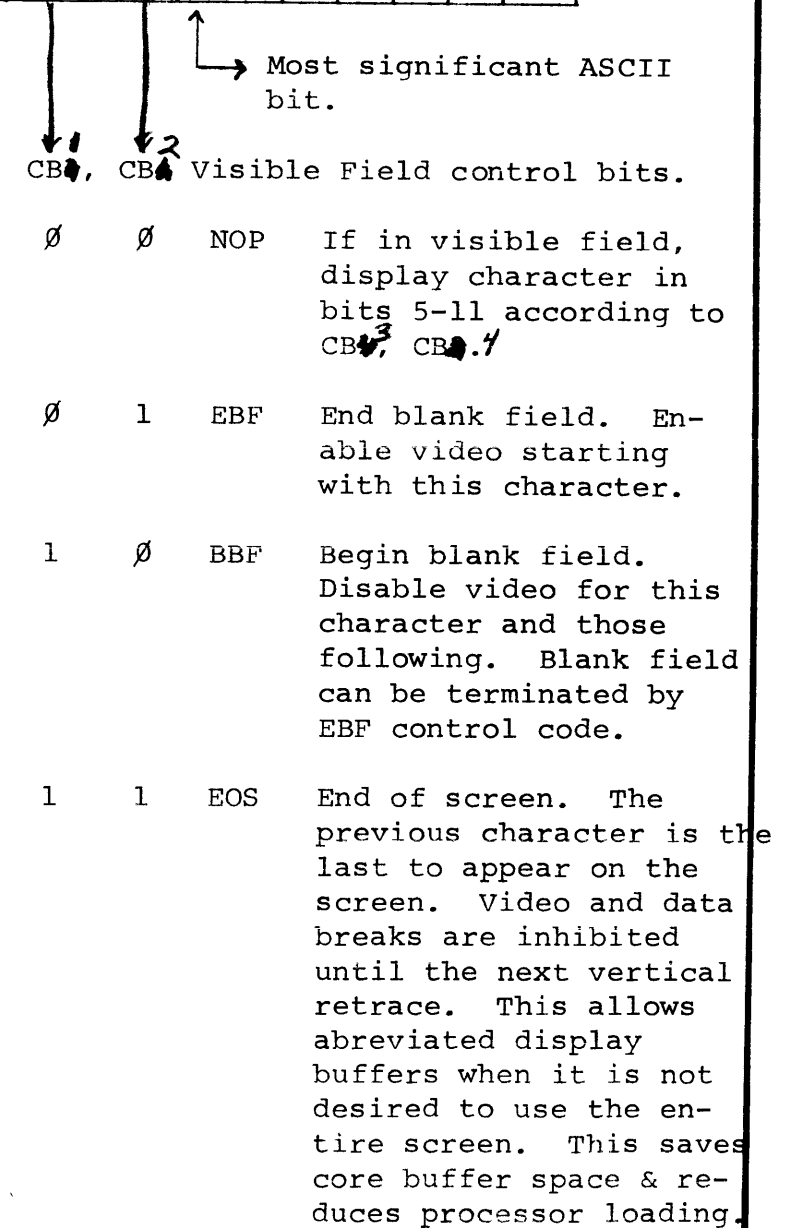 Most significant ASCII
bit.
CB1, CB2 Visible Field control bits.
Ø Ø NOP If in visible field,
display character in
bits 5-11 according to
CB3, CB4.
Ø 1 EBF End blank field. En-
able video starting
with this character.
1 Ø BBF Begin blank field.
Disable video for this
character and those
following. Blank field
can be terminated by
EBF control code.
1 1 EOS End of screen. The
previous character is the
last to appear on the
screen. Video and data
breaks are inhibited
until the next vertical
retrace. This allows
abreviated display
buffers when it is not
desired to use the en-
tire screen. This saves
core buffer space & re-
duces processor loading.